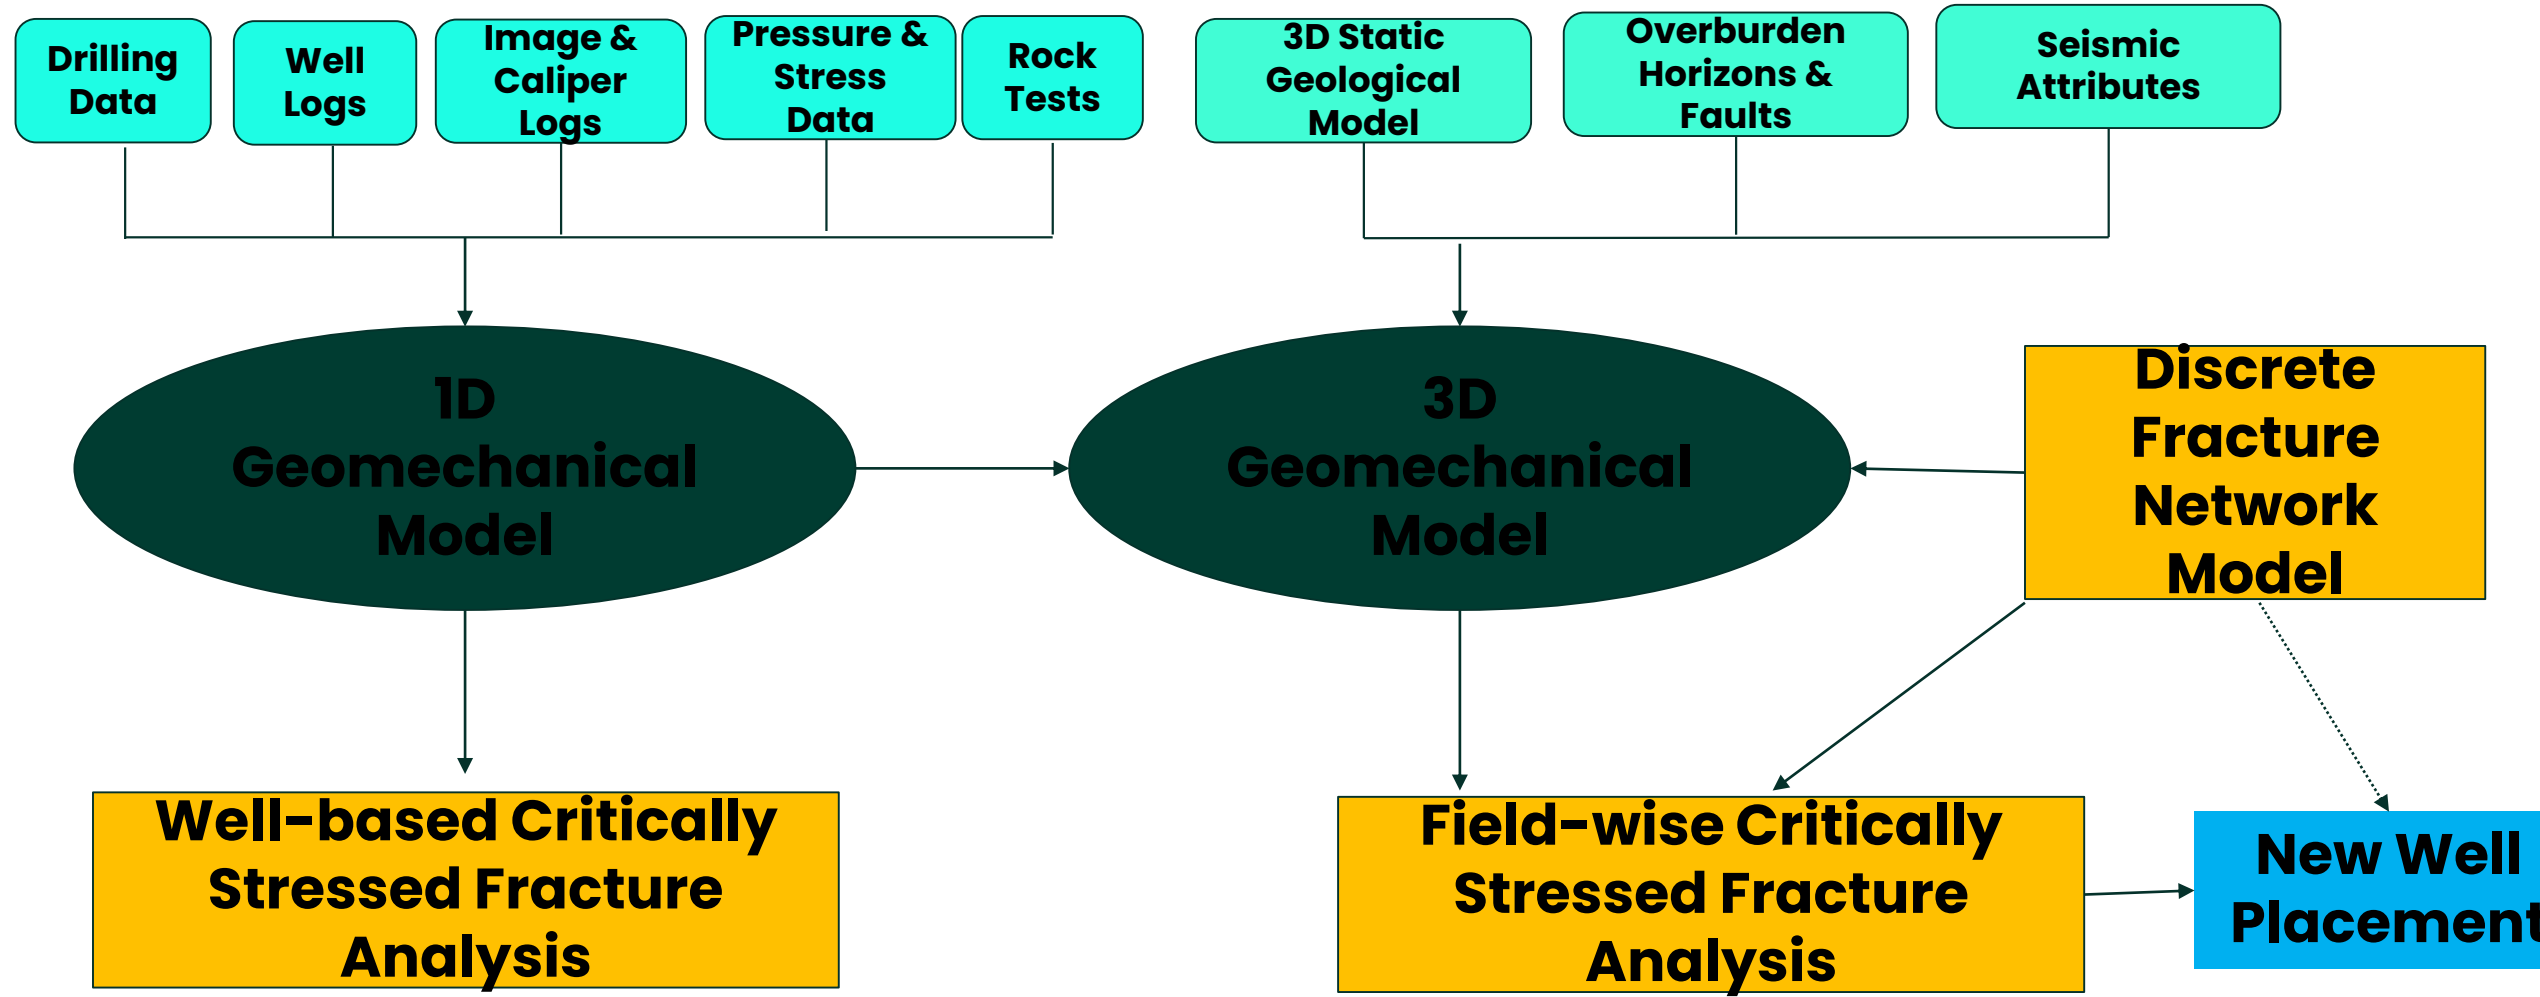 Drilling
Data
Well
Logs
Image &
Caliper
Logs
Pressure &
Stress
Data
Rock
Tests
3D Static
Geological
Model
Overburden
Horizons &
Faults
Seismic
Attributes
1D
Geomechanical
Model
3D
Geomechanical
Model
Discrete
Fracture
Network
Model
Well-based Critically
Stressed Fracture
Analysis
Field-wise Critically
Stressed Fracture
Analysis
New Well
Placement